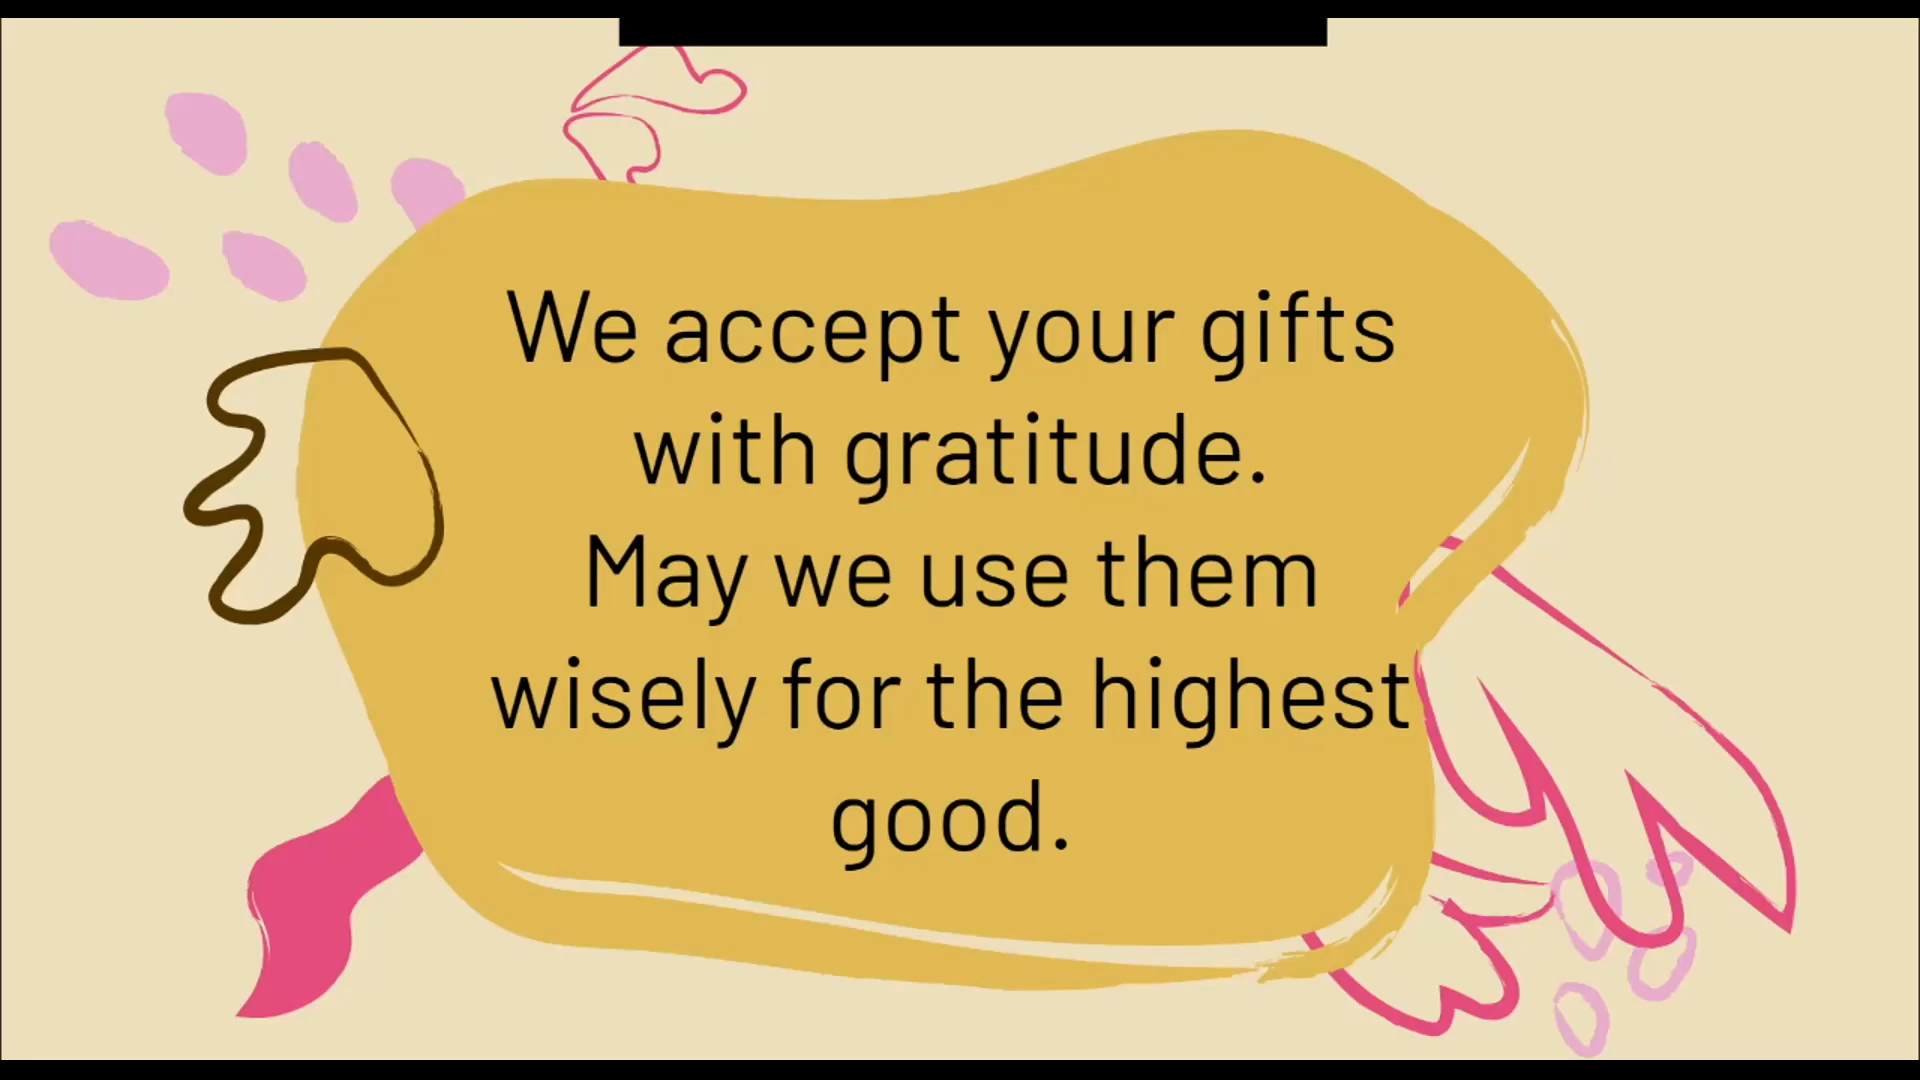 We accept your gifts
with gratitude.
May we use them
wisely for the highest
good.